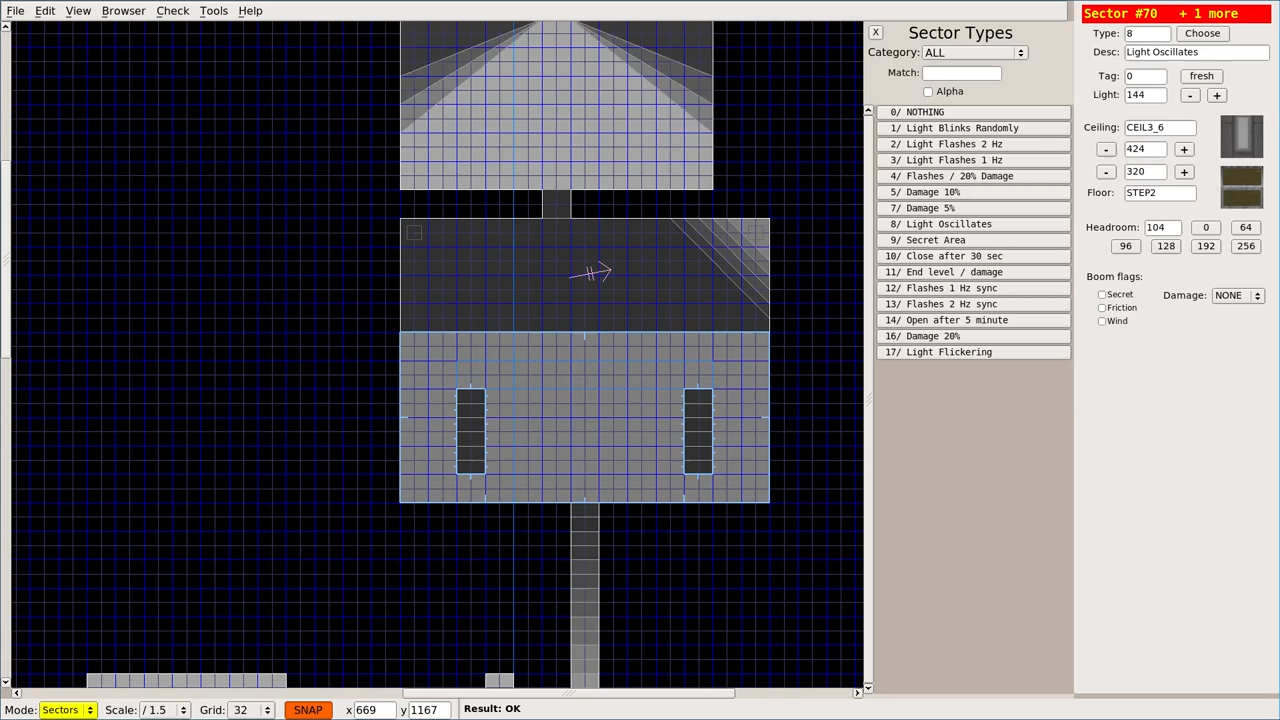 File Edit View Browser Check Tools Help
Sector #70 + 1 more
X Sector Types
Category: ALL
Match:
Alpha
0/ NOTHING
1/ Light Blinks Randomly
2/ Light Flashes 2 Hz
3/ Light Flashes 1 Hz
4/ Flashes / 20% Damage
5/ Damage 10%
7/ Damage 5%
8/ Light Oscillates
9/ Secret Area
10/ Close after 30 sec
11/ End level / damage
12/ Flashes 1 Hz sync
13/ Flashes 2 Hz sync
14/ Open after 5 minute
16/ Damage 20%
17/ Light Flickering
Type: 8 Choose
Desc: Light Oscillates
Tag: 0 fresh
Light: 144 - +
Ceiling: CEIL3_6
- 424 +
- 320 +
Floor: STEP2
Headroom: 104 0 64
96 128 192 256
Boom flags:
Secret Damage: NONE
Friction
Wind
Mode: Sectors Scale: / 1.5 Grid: 32 SNAP x 669 y 1167 Result: OK